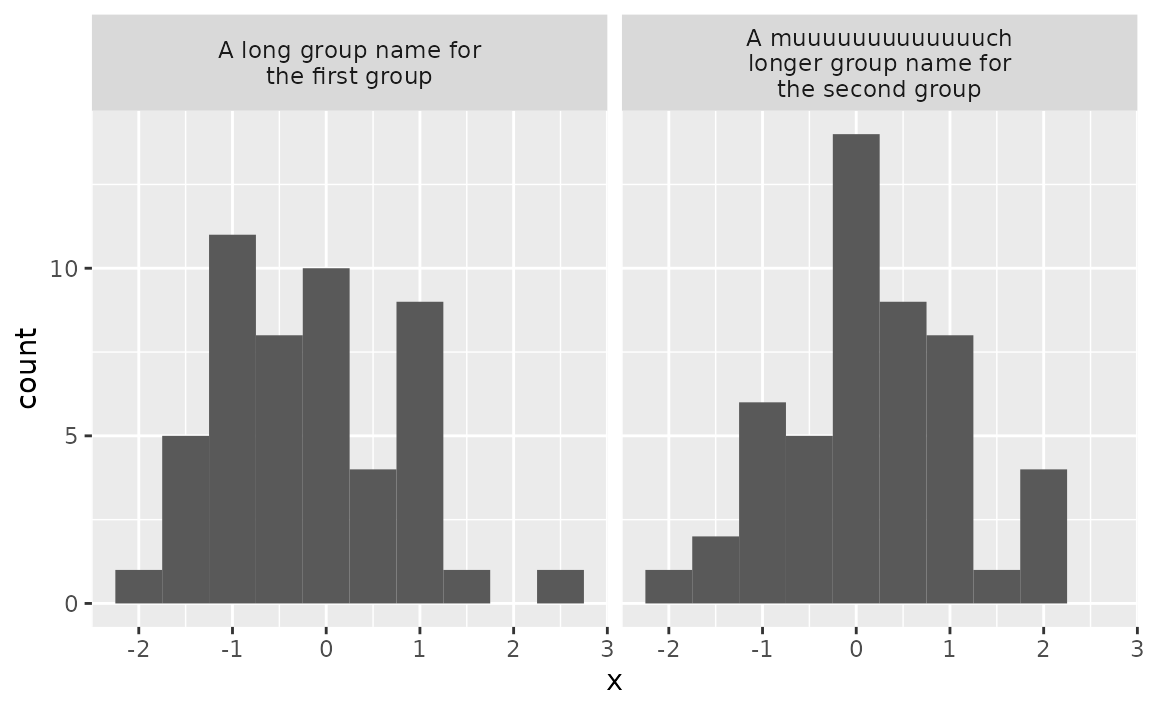 A long group name for
the first group
A muuuuuuuuuuuuuch
longer group name for
the second group
10
5
0
count
-2 -1 0 1 2 3
-2 -1 0 1 2 3
x